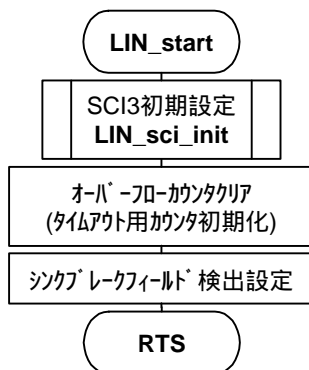 LIN_start
SCI3初期設定
LIN_sci_init
ｵｰﾊﾞｰﾌﾛｰｶｳﾝﾀｸﾘｱ
(ﾀｲﾑｱｳﾄ用ｶｳﾝﾀ初期化)
ｼﾝｸﾌﾞﾚｰｸﾌｨｰﾙﾄﾞ検出設定
RTS